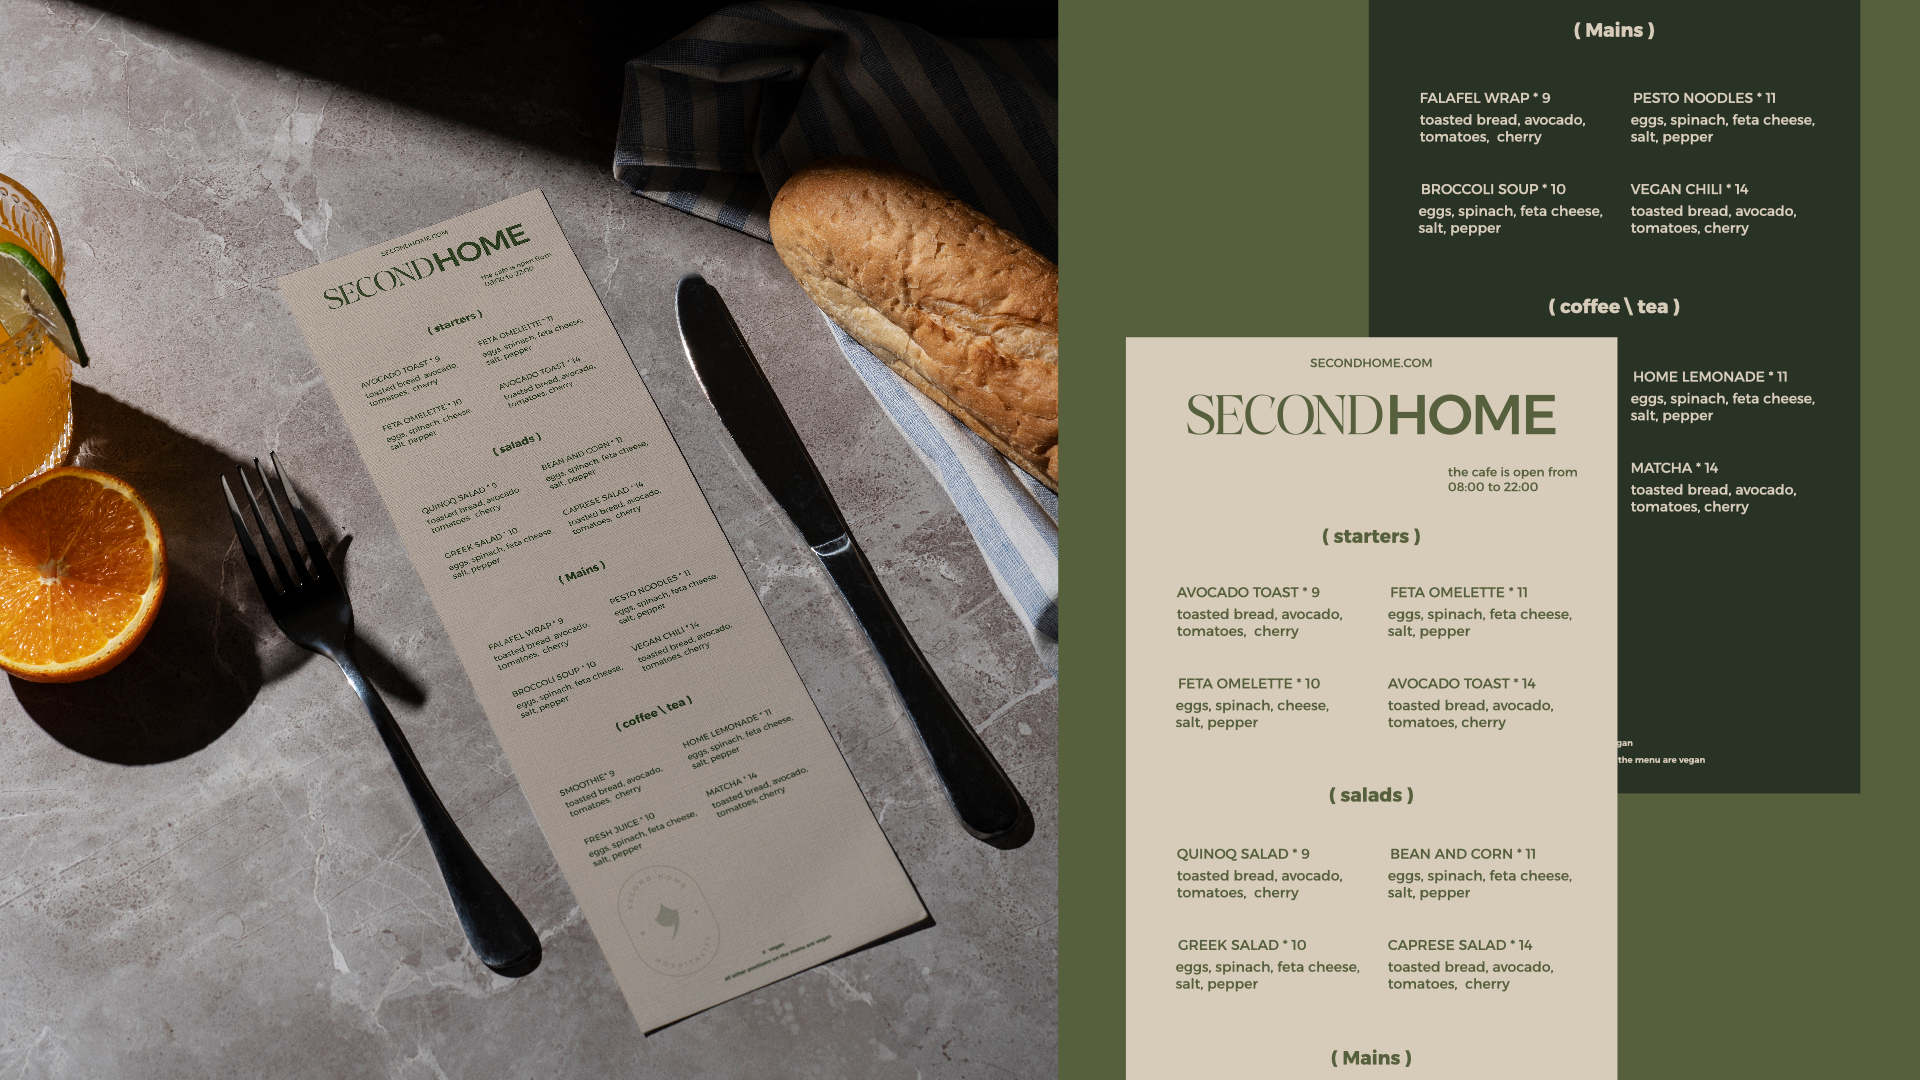 SECONDHOME.COM
SECONDHOME
the cafe is open from
08:00 to 22:00
( starters )
AVOCADO TOAST * 9
toasted bread, avocado,
tomatoes, cherry
FETA OMELETTE * 11
eggs, spinach, feta cheese,
salt, pepper
FETA OMELETTE * 10
eggs, spinach, cheese,
salt, pepper
AVOCADO TOAST * 14
toasted bread, avocado,
tomatoes, cherry
( salads )
QUINOQ SALAD * 9
toasted bread, avocado,
tomatoes, cherry
BEAN AND CORN * 11
eggs, spinach, feta cheese,
salt, pepper
GREEK SALAD * 10
eggs, spinach, feta cheese
salt, pepper
CAPRESE SALAD * 14
toasted bread, avocado,
tomatoes, cherry
( Mains )
FALAFEL WRAP * 9
toasted bread, avocado,
tomatoes, cherry
PESTO NOODLES * 11
eggs, spinach, feta cheese,
salt, pepper
BROCCOLI SOUP * 10
eggs, spinach, feta cheese,
salt, pepper
VEGAN CHILI * 14
toasted bread, avocado,
tomatoes, cherry
( coffee \ tea )
SMOOTHIE * 9
toasted bread, avocado,
tomatoes, cherry
HOME LEMONADE * 11
eggs, spinach, feta cheese,
salt, pepper
FRESH JUICE * 10
eggs, spinach, feta cheese,
salt, pepper
MATCHA * 14
toasted bread, avocado,
tomatoes, cherry
SECOND HOME
HOSPITALITY
vegan
all other positions on the menu are vegan
( Mains )
FALAFEL WRAP * 9
toasted bread, avocado,
tomatoes, cherry
PESTO NOODLES * 11
eggs, spinach, feta cheese,
salt, pepper
BROCCOLI SOUP * 10
eggs, spinach, feta cheese,
salt, pepper
VEGAN CHILI * 14
toasted bread, avocado,
tomatoes, cherry
( coffee \ tea )
HOME LEMONADE * 11
eggs, spinach, feta cheese,
salt, pepper
MATCHA * 14
toasted bread, avocado,
tomatoes, cherry
gan
the menu are vegan
SECONDHOME.COM
SECONDHOME
the cafe is open from
08:00 to 22:00
( starters )
AVOCADO TOAST * 9
toasted bread, avocado,
tomatoes, cherry
FETA OMELETTE * 11
eggs, spinach, feta cheese,
salt, pepper
FETA OMELETTE * 10
eggs, spinach, cheese,
salt, pepper
AVOCADO TOAST * 14
toasted bread, avocado,
tomatoes, cherry
( salads )
QUINOQ SALAD * 9
toasted bread, avocado,
tomatoes, cherry
BEAN AND CORN * 11
eggs, spinach, feta cheese,
salt, pepper
GREEK SALAD * 10
eggs, spinach, feta cheese,
salt, pepper
CAPRESE SALAD * 14
toasted bread, avocado,
tomatoes, cherry
( Mains )